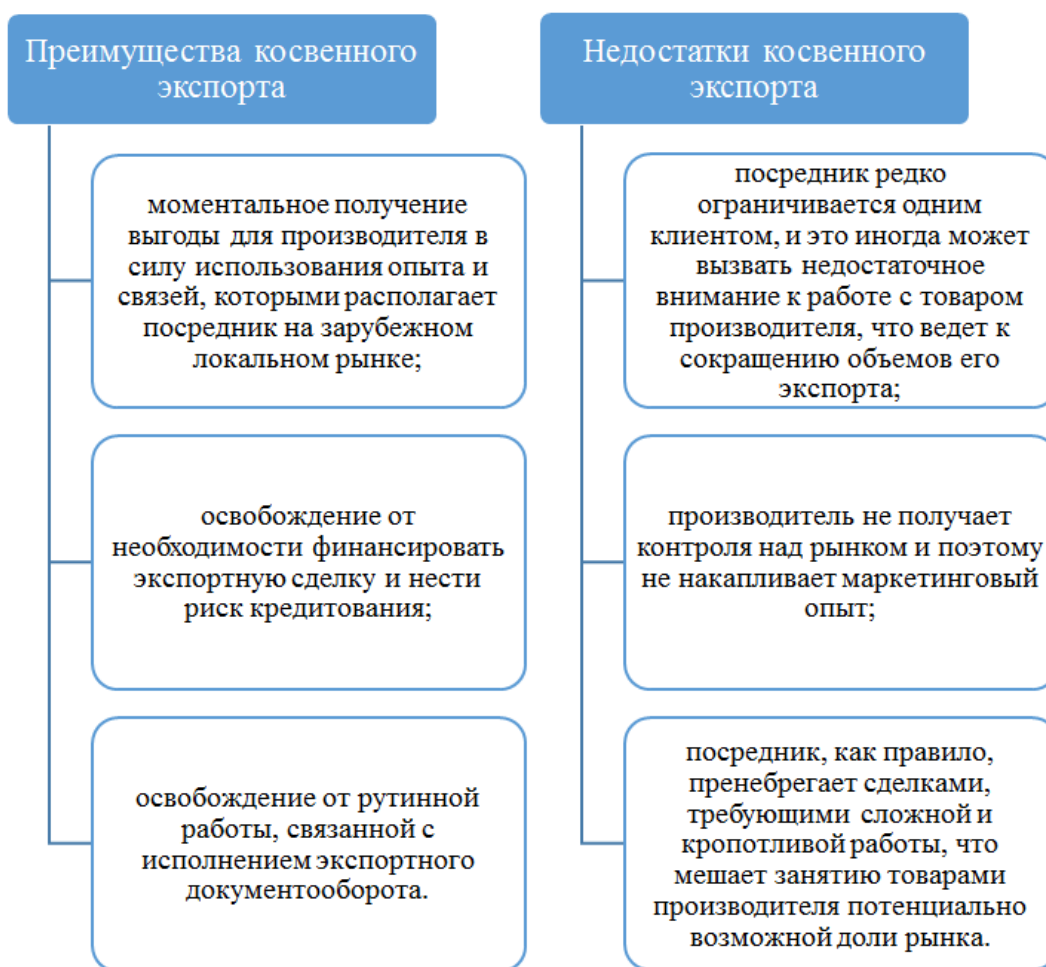 Преимущества косвенного
экспорта
моментальное получение
выгоды для производителя в
силу использования опыта и
связей, которыми располагает
посредник на зарубежном
локальном рынке;
освобождение от
необходимости финансировать
экспортную сделку и нести
риск кредитования;
освобождение от рутинной
работы, связанной с
исполнением экспортного
документооборота.
Недостатки косвенного
экспорта
посредник редко
ограничивается одним
клиентом, и это иногда может
вызвать недостаточное
внимание к работе с товаром
производителя, что ведет к
сокращению объемов его
экспорта;
производитель не получает
контроля над рынком и поэтому
не накапливает маркетинговый
опыт;
посредник, как правило,
пренебрегает сделками,
требующими сложной и
кропотливой работы, что
мешает занятию товарами
производителя потенциально
возможной доли рынка.